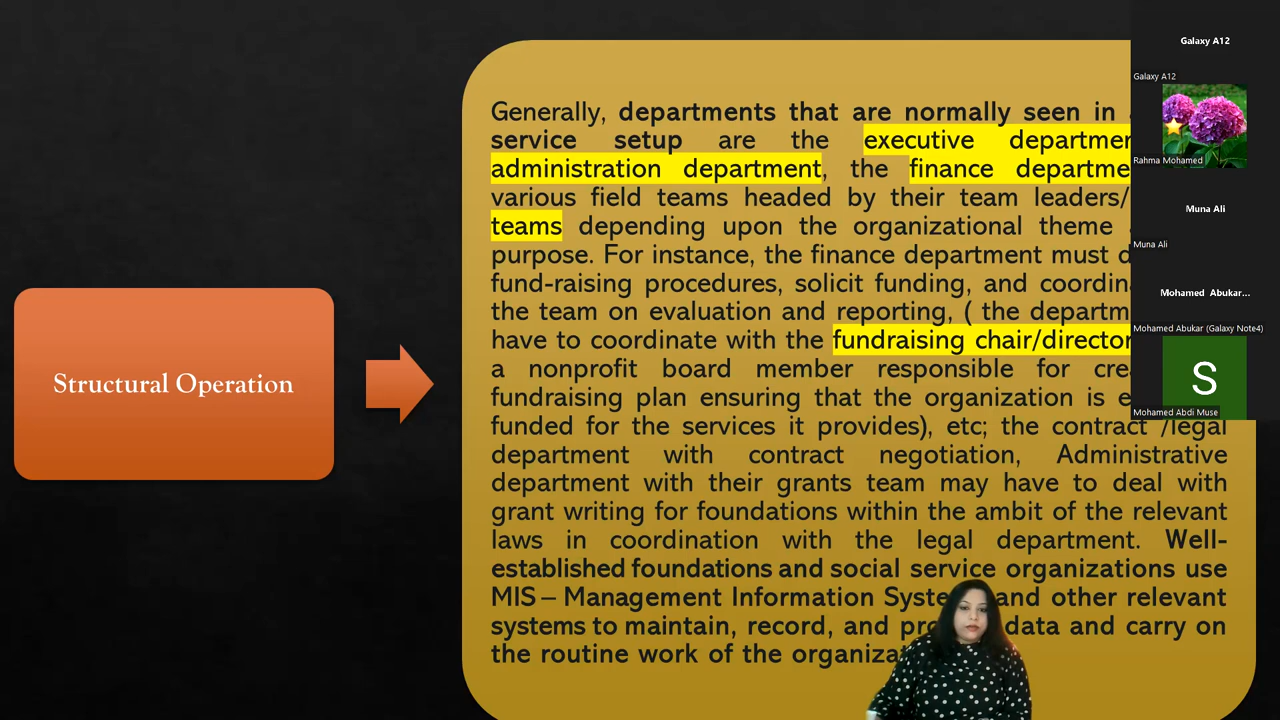 Structural Operation
Generally, departments that are normally seen in
service setup are the executive
administration department, the finance
various field teams headed by their team leaders/
teams depending upon the organizational theme
purpose. For instance, the finance department must
fund-raising procedures, solicit funding, and
the team on evaluation and reporting, ( the
have to coordinate with the fundraising chair/director
a nonprofit board member responsible for
fundraising plan ensuring that the organization is
funded for the services it provides), etc; the contract /legal
department with contract negotiation, Administrative
department with their grants team may have to deal with
grant writing for foundations within the ambit of the relevant
laws in coordination with the legal department. Well-
established foundations and social service organizations use
MIS – Management Information and other relevant
systems to maintain, record, and data and carry on
the routine work of the
Galaxy A12
Galaxy A12
Rahma Mohamed
Muna Ali
Muna Ali
Mohamed Abukar...
Mohamed Abukar (Galaxy Note4)
S
Mohamed Abdi Muse